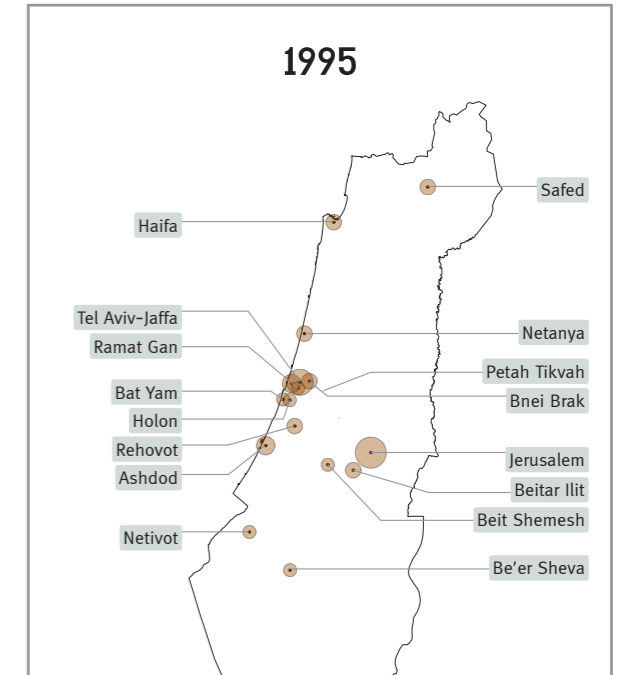 1995
Safed
Haifa
Tel Aviv-Jaffa
Netanya
Ramat Gan
Petah Tikvah
Bat Yam
Bnei Brak
Holon
Rehovot
Jerusalem
Ashdod
Beitar Ilit
Beit Shemesh
Netivot
Be’er Sheva